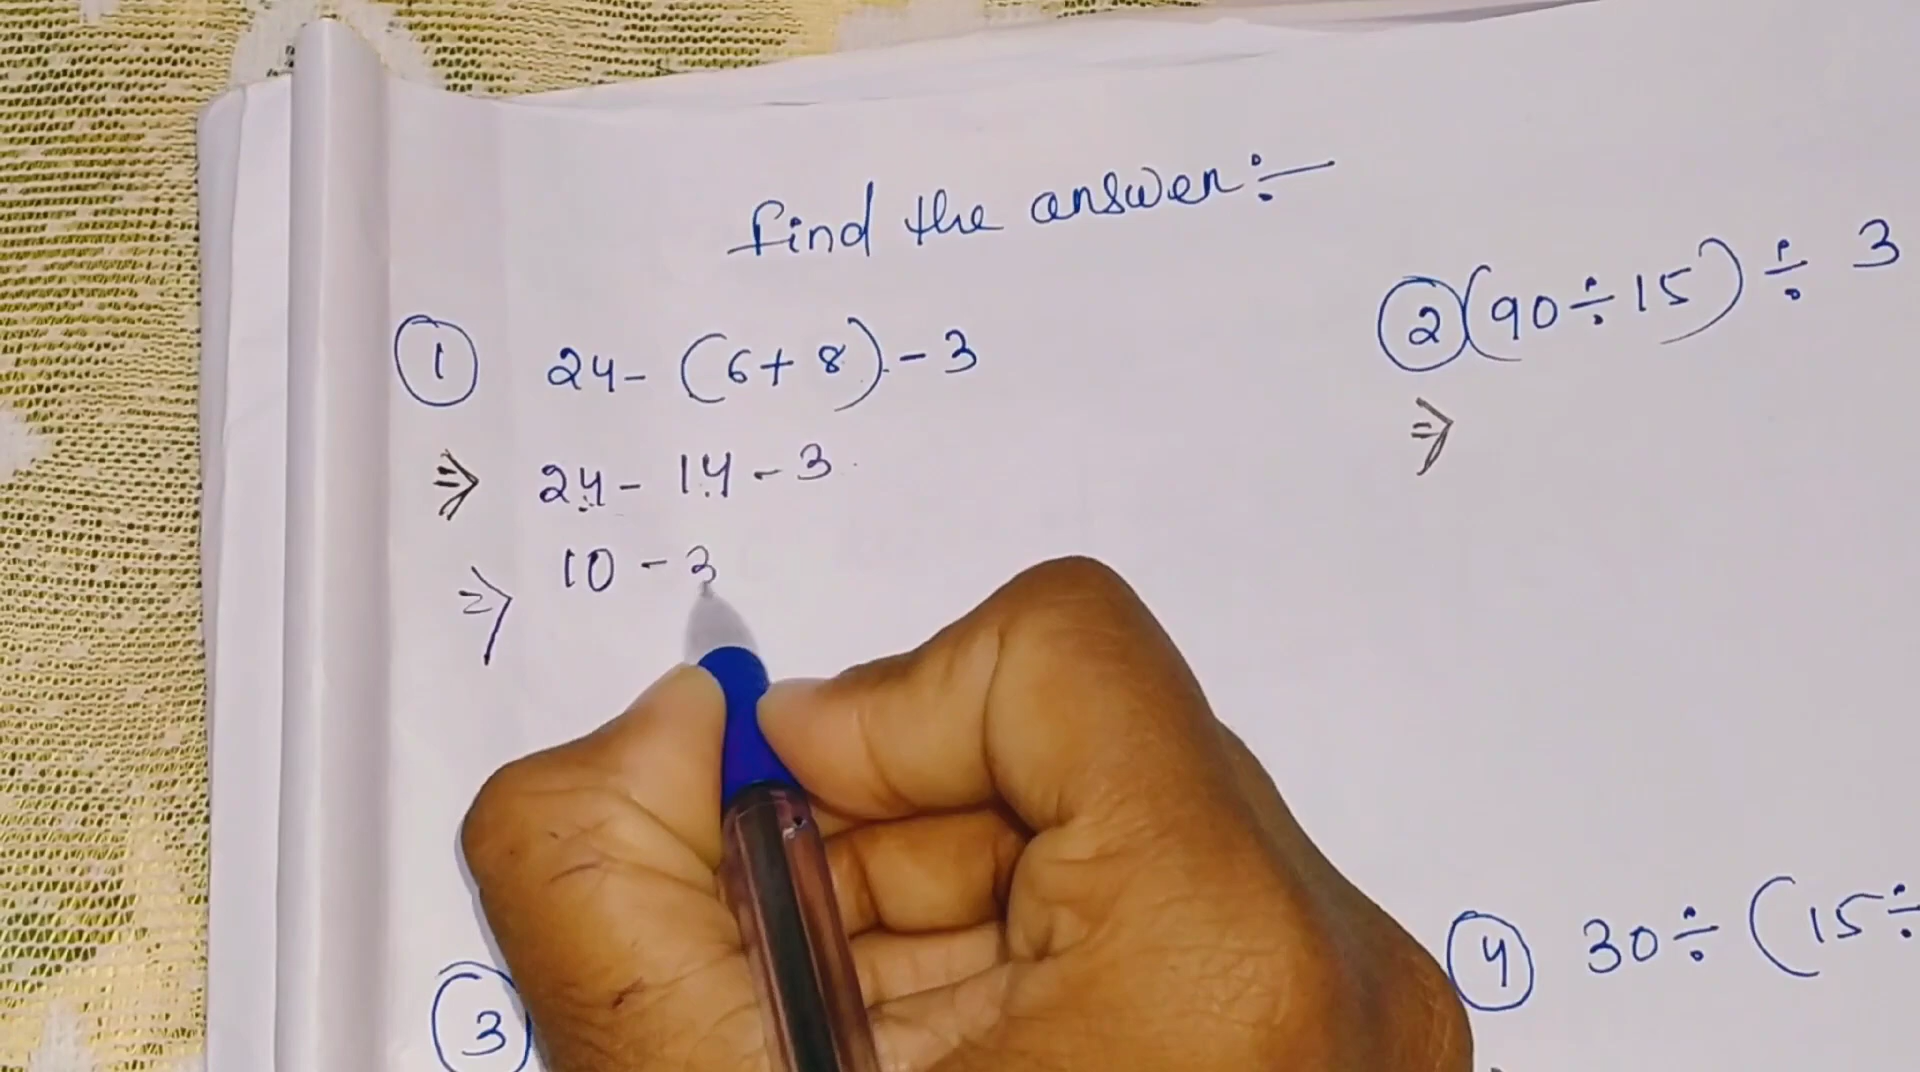 find the answer:-
① 24 - (6 + 8) - 3
⇒ 24 - 14 - 3
⇒ 10 - 3
② (90 ÷ 15) ÷ 3
⇒
③
④ 30 ÷ (15 ÷